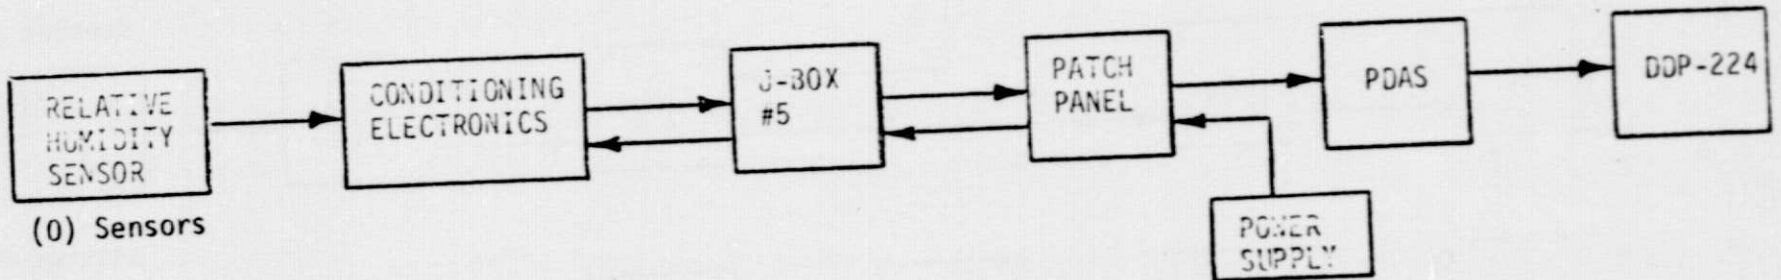 RELATIVE
HUMIDITY
SENSOR
(0) Sensors
CONDITIONING
ELECTRONICS
J-BOX
#5
PATCH
PANEL
POWER
SUPPLY
PDAS
DDP-224